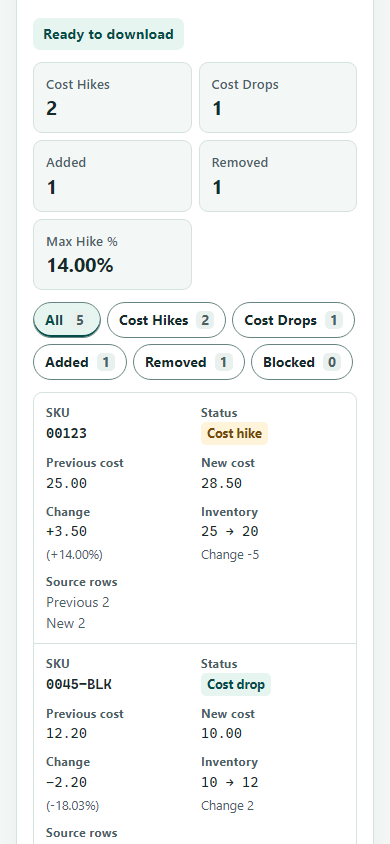 Ready to download
Cost Hikes
2
Cost Drops
1
Added
1
Removed
1
Max Hike %
14.00%
All 5
Cost Hikes 2
Cost Drops 1
Added 1
Removed 1
Blocked 0
SKU
00123
Status
Cost hike
Previous cost
25.00
New cost
28.50
Change
+3.50
(+14.00%)
Inventory
25 → 20
Change -5
Source rows
Previous 2
New 2
SKU
0045-BLK
Status
Cost drop
Previous cost
12.20
New cost
10.00
Change
-2.20
(-18.03%)
Inventory
10 → 12
Change 2
Source rows